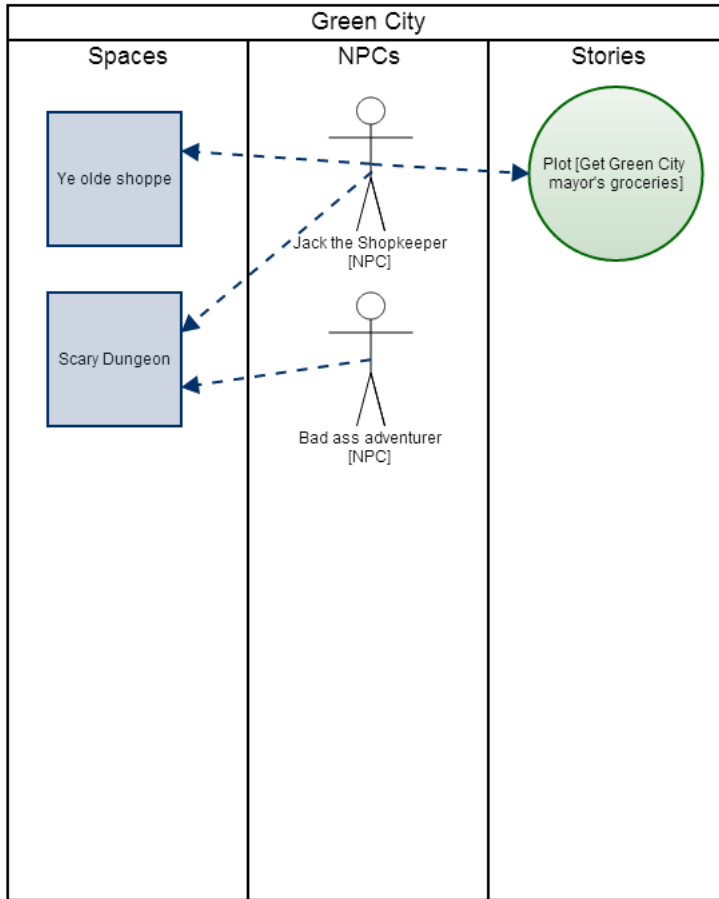 Green City
Spaces
NPCs
Stories
Ye olde shoppe
Jack the Shopkeeper
[NPC]
Plot [Get Green City
mayor's groceries]
Scary Dungeon
Bad ass adventurer
[NPC]